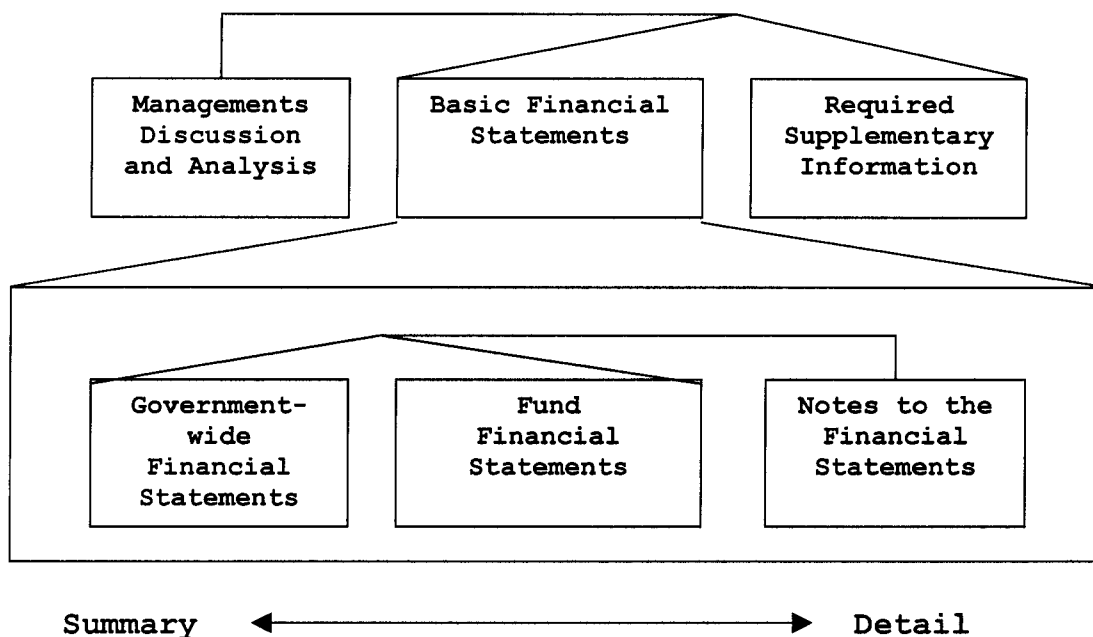 Managements
Discussion
and Analysis
Basic Financial
Statements
Required
Supplementary
Information
Government-
wide
Financial
Statements
Fund
Financial
Statements
Notes to the
Financial
Statements
Summary
Detail